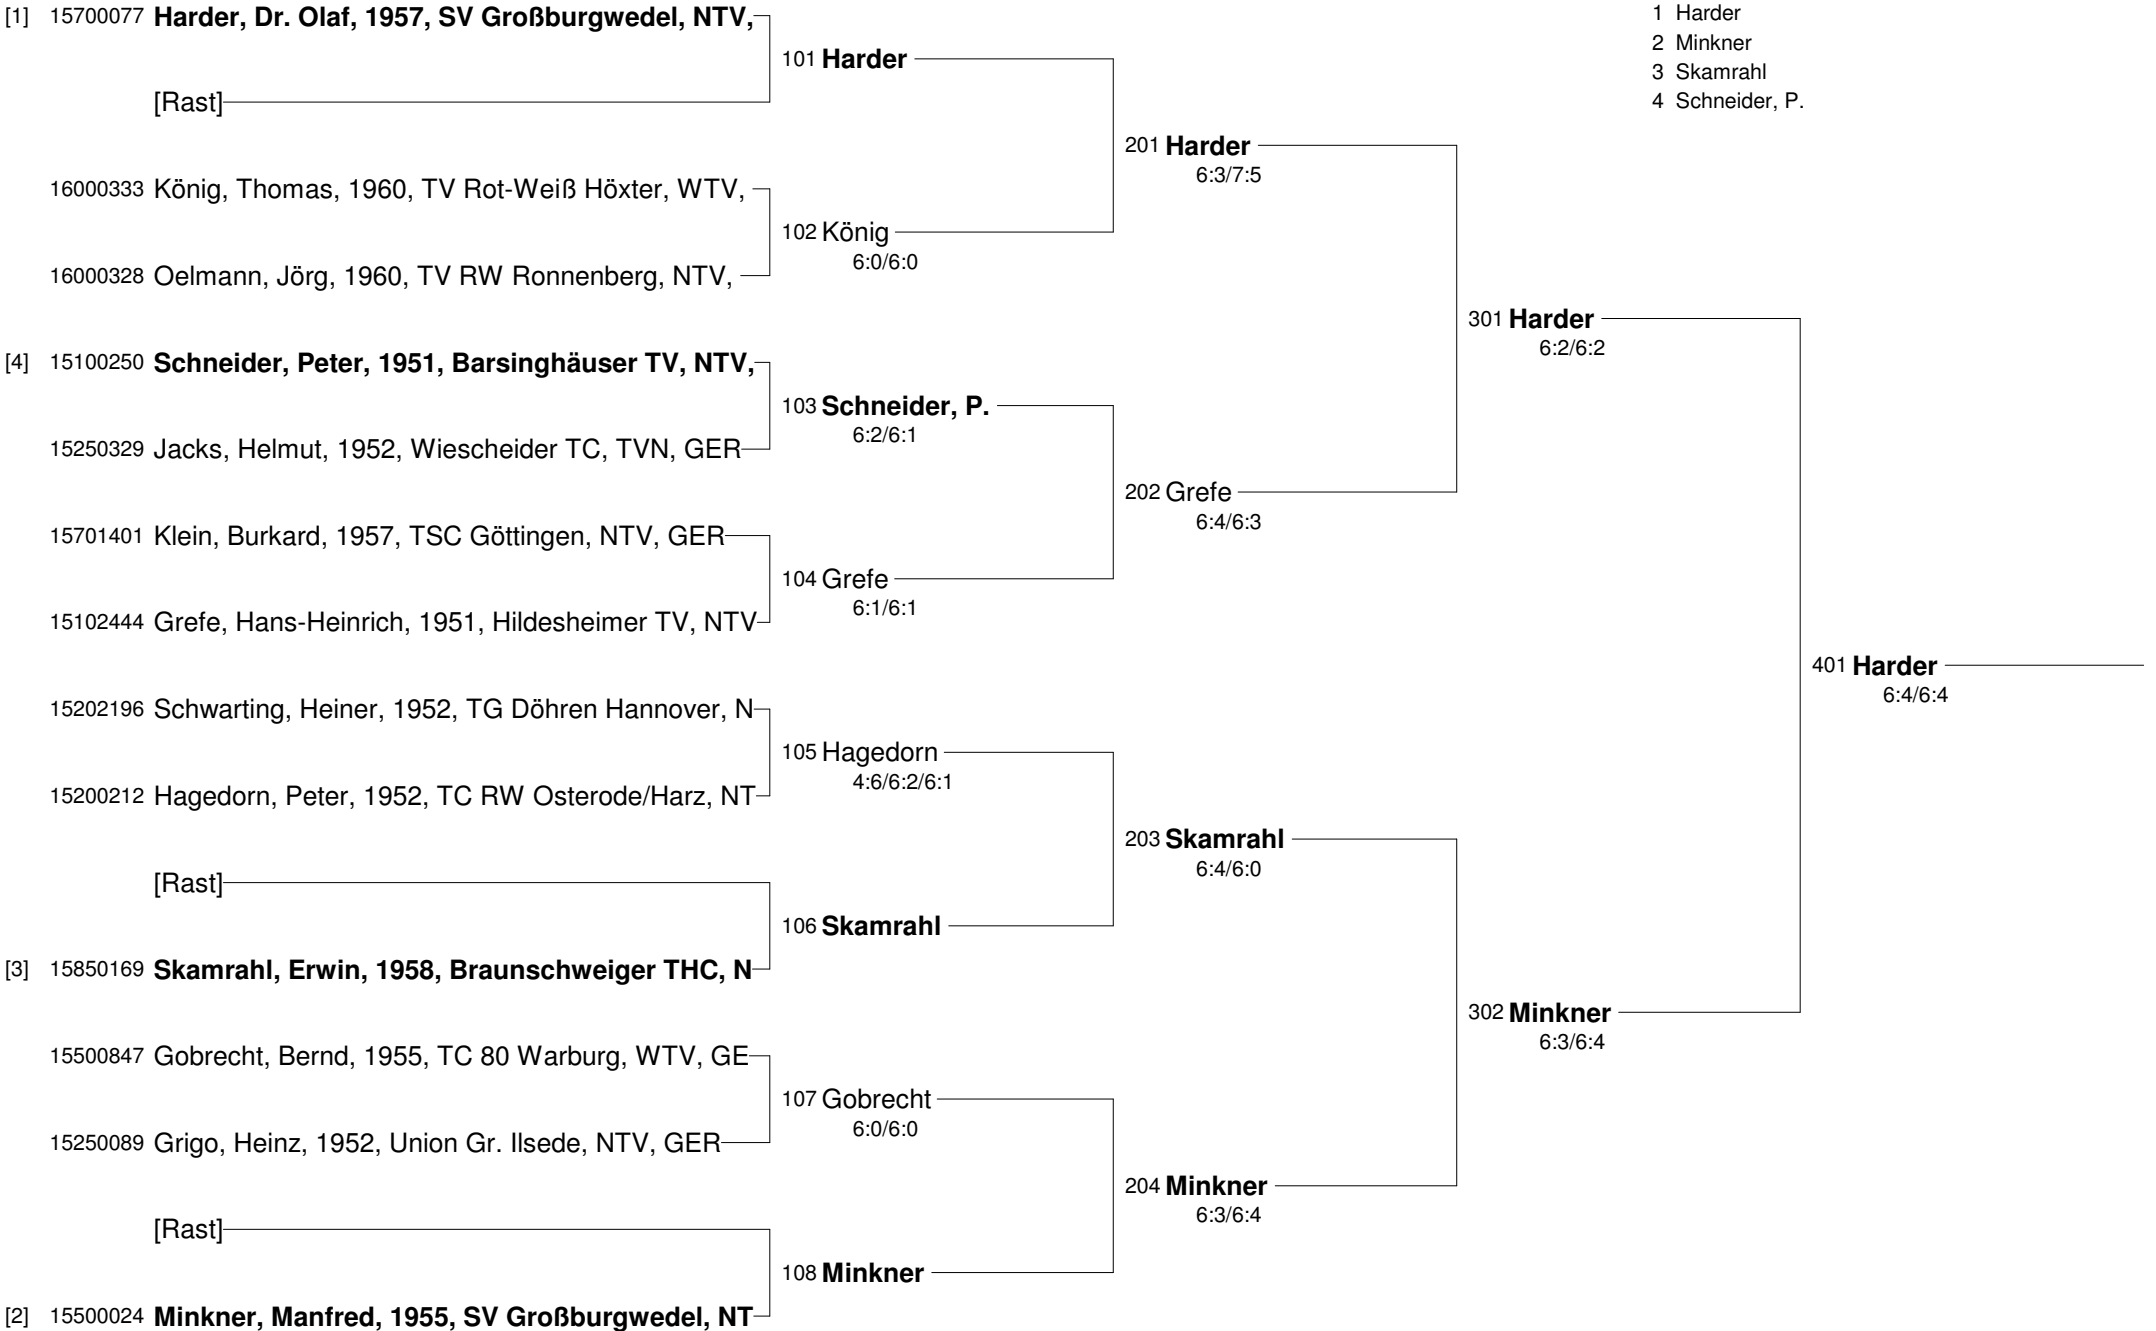 [1] 15700077 Harder, Dr. Olaf, 1957, SV Großburgwedel, NTV,
[Rast]
16000333 König, Thomas, 1960, TV Rot-Weiß Höxter, WTV,
16000328 Oelmann, Jörg, 1960, TV RW Ronnenberg, NTV,
[4] 15100250 Schneider, Peter, 1951, Barsinghäuser TV, NTV,
15250329 Jacks, Helmut, 1952, Wiescheider TC, TVN, GER
15701401 Klein, Burkard, 1957, TSC Göttingen, NTV, GER
15102444 Grefe, Hans-Heinrich, 1951, Hildesheimer TV, NTV
15202196 Schwarting, Heiner, 1952, TG Döhren Hannover, N
15200212 Hagedorn, Peter, 1952, TC RW Osterode/Harz, NT
[Rast]
[3] 15850169 Skamrahl, Erwin, 1958, Braunschweiger THC, N
15500847 Gobrecht, Bernd, 1955, TC 80 Warburg, WTV, GE
15250089 Grigo, Heinz, 1952, Union Gr. Ilsede, NTV, GER
[Rast]
[2] 15500024 Minkner, Manfred, 1955, SV Großburgwedel, NT
101 Harder
102 König
6:0/6:0
103 Schneider, P.
6:2/6:1
104 Grefe
6:1/6:1
105 Hagedorn
4:6/6:2/6:1
106 Skamrahl
107 Gobrecht
6:0/6:0
108 Minkner
201 Harder
6:3/7:5
202 Grefe
6:4/6:3
203 Skamrahl
6:4/6:0
204 Minkner
6:3/6:4
301 Harder
6:2/6:2
302 Minkner
6:3/6:4
401 Harder
6:4/6:4
1 Harder
2 Minkner
3 Skamrahl
4 Schneider, P.